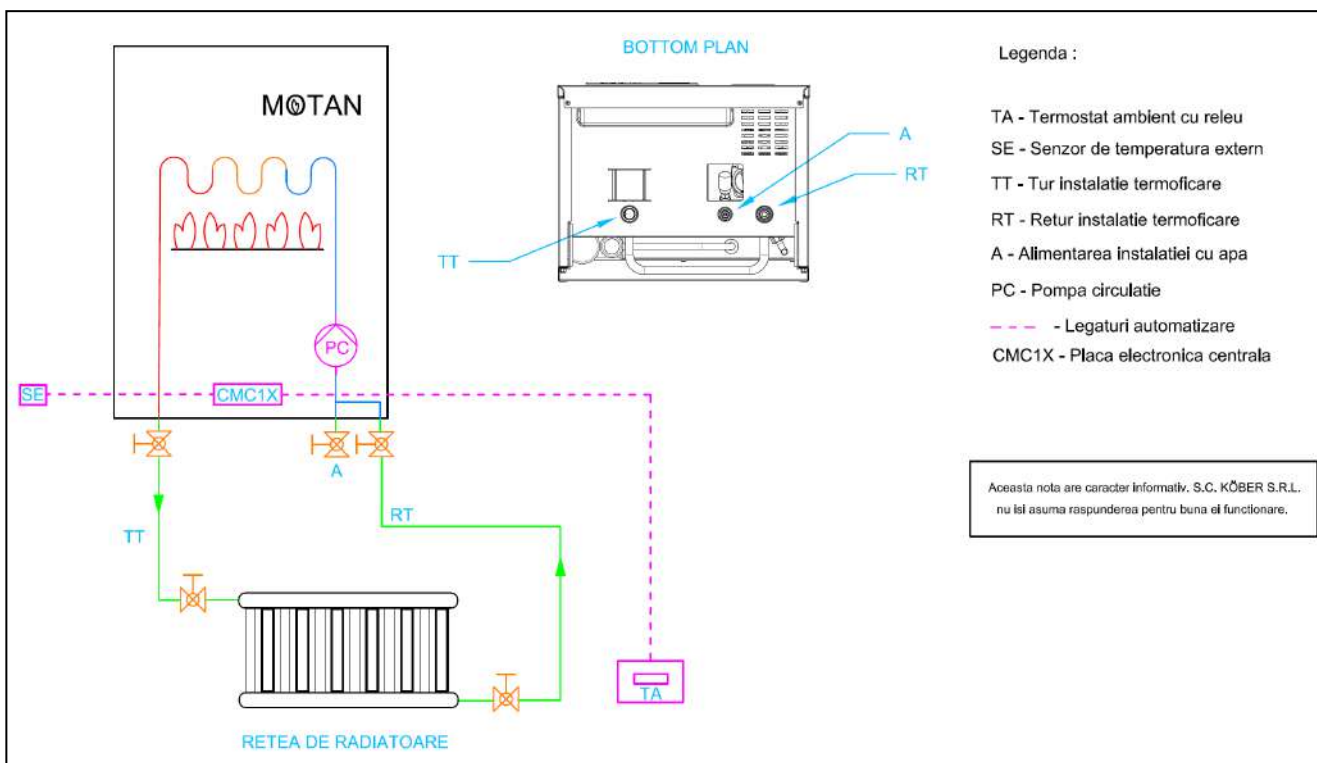 MOTAN
PC
SE
CMC1X
A
TT
RT
TA
RETEA DE RADIATOARE
BOTTOM PLAN
A
RT
TT
Legenda :
TA - Termostat ambient cu releu
SE - Senzor de temperatura extern
TT - Tur instalatie termoficare
RT - Retur instalatie termoficare
A - Alimentarea instalatiei cu apa
PC - Pompa circulatie
- Legaturi automatizare
CMC1X - Placa electronica centrala
Aceasta nota are caracter informativ. S.C. KÖBER S.R.L.
nu isi asuma raspunderea pentru buna ei functionare.